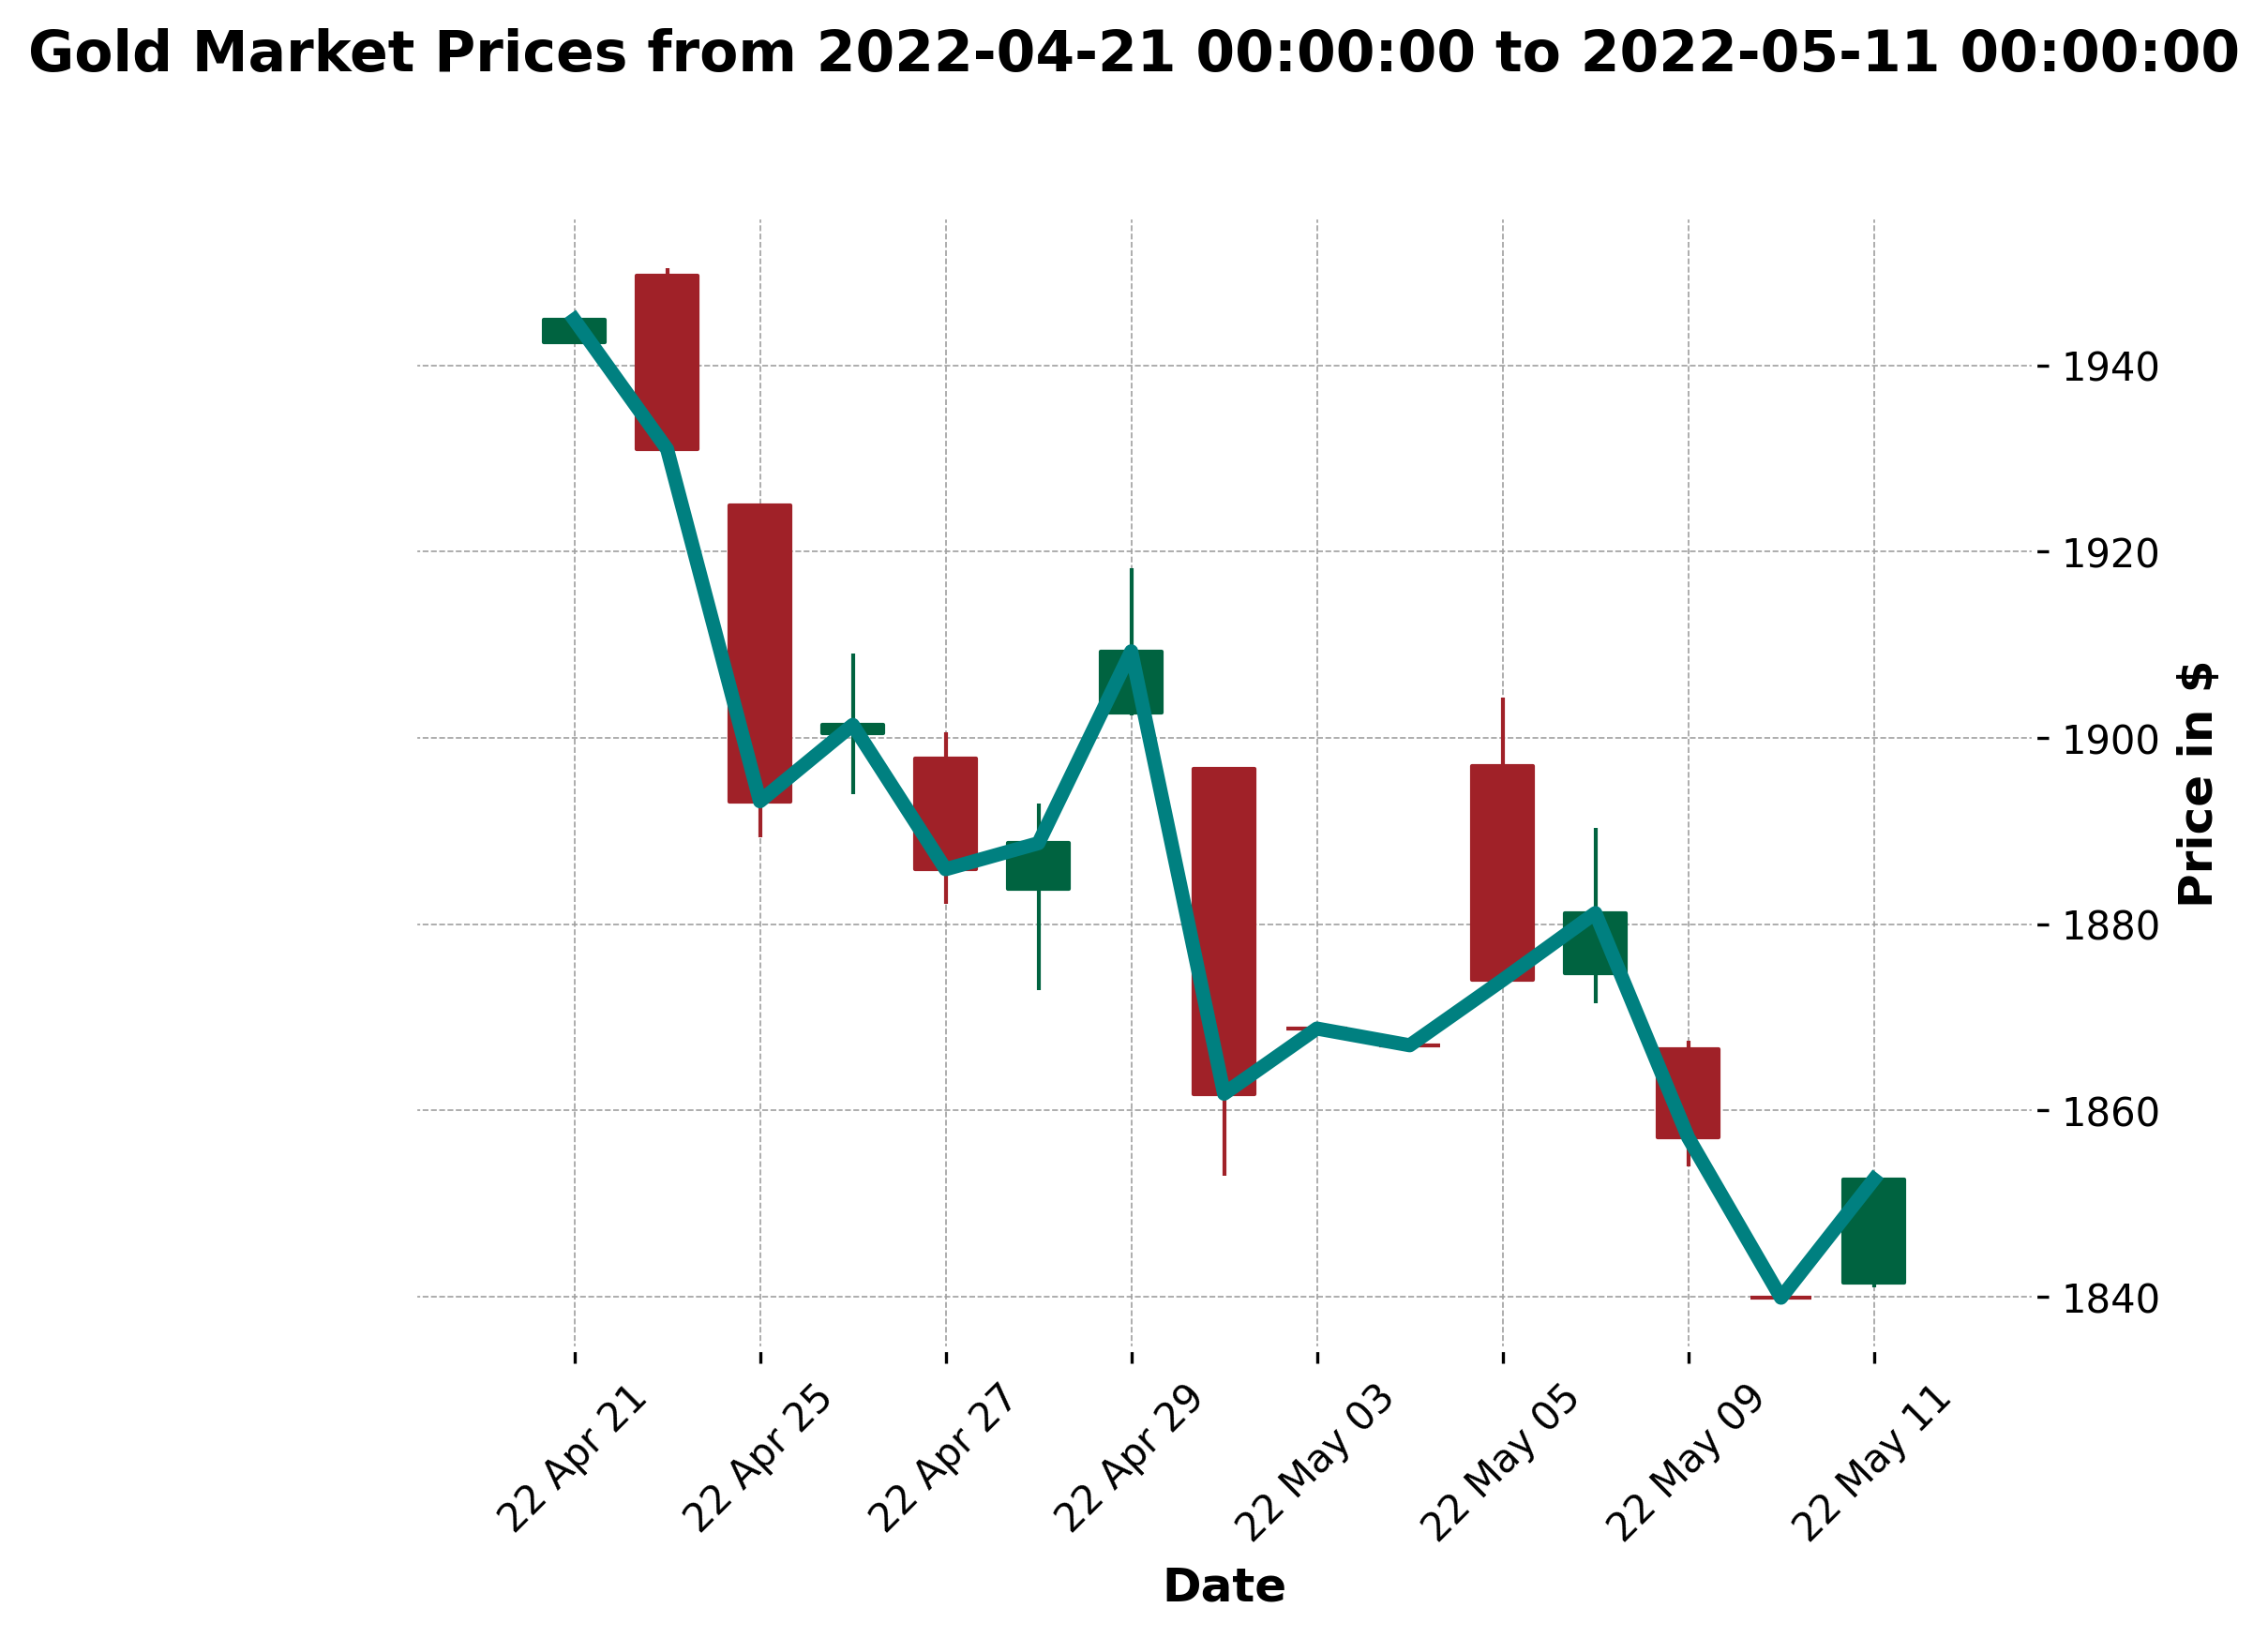 Gold Market Prices from 2022-04-21 00:00:00 to 2022-05-11 00:00:00
1940
1920
1900
1880
1860
1840
Price in $
22 Apr 21
22 Apr 25
22 Apr 27
22 Apr 29
22 May 03
22 May 05
22 May 09
22 May 11
Date